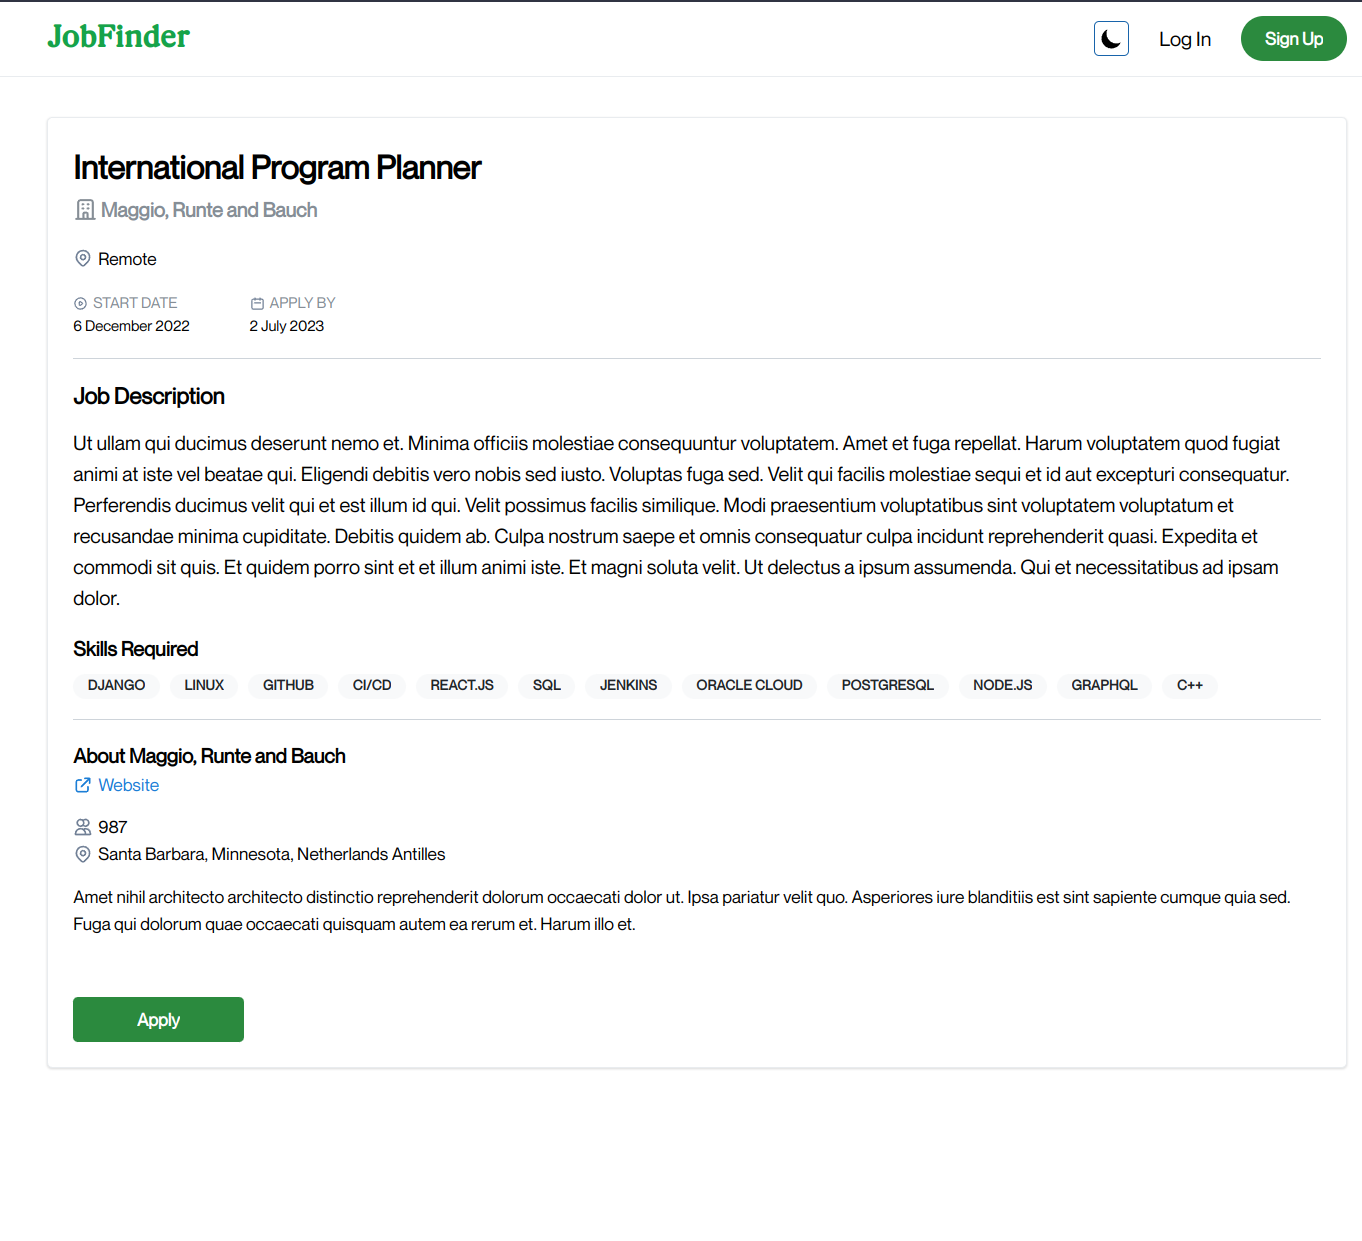 JobFinder
Log In
Sign Up
International Program Planner
Maggio, Runte and Bauch
Remote
START DATE
APPLY BY
6 December 2022
2 July 2023
Job Description
Ut ullam qui ducimus deserunt nemo et. Minima officiis molestiae consequuntur voluptatem. Amet et fuga repellat. Harum voluptatem quod fugiat
animi at iste vel beatae qui. Eligendi debitis vero nobis sed iusto. Voluptas fuga sed. Velit qui facilis molestiae sequi et id aut excepturi consequatur.
Perferendis ducimus velit qui et est illum id qui. Velit possimus facilis similique. Modi praesentium voluptatibus sint voluptatem voluptatum et
recusandae minima cupiditate. Debitis quidem ab. Culpa nostrum saepe et omnis consequatur culpa incidunt reprehenderit quasi. Expedita et
commodi sit quis. Et quidem porro sint et et illum animi iste. Et magni soluta velit. Ut delectus a ipsum assumenda. Qui et necessitatibus ad ipsam
dolor.
Skills Required
DJANGO LINUX GITHUB CI/CD REACT.JS SQL JENKINS ORACLE CLOUD POSTGRESQL NODE.JS GRAPHQL C++
About Maggio, Runte and Bauch
Website
987
Santa Barbara, Minnesota, Netherlands Antilles
Amet nihil architecto architecto distinctio reprehenderit dolorum occaecati dolor ut. Ipsa pariatur velit quo. Asperiores iure blanditiis est sint sapiente cumque quia sed.
Fuga qui dolorum quae occaecati quisquam autem ea rerum et. Harum illo et.
Apply